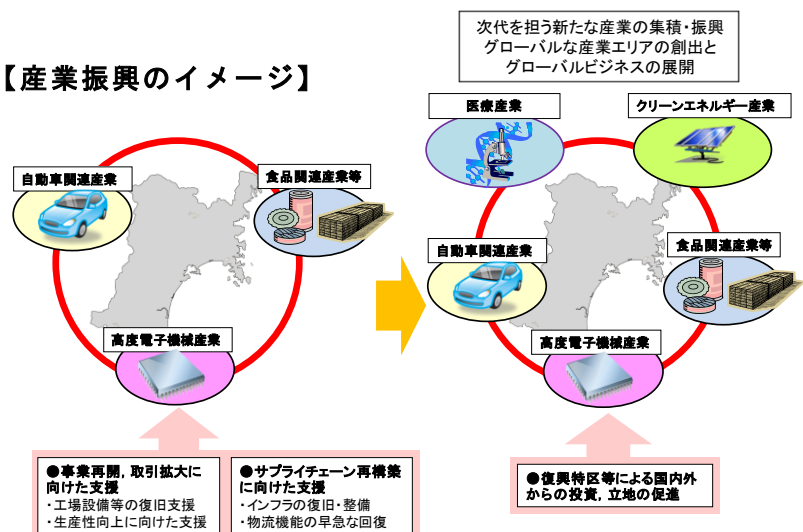 【産業振興のイメージ】
自動車関連産業
食品関連産業等
高度電子機械産業
●事業再開，取引拡大に
向けた支援
・工場設備等の復旧支援
・生産性向上に向けた支援
●サプライチェーン再構築
に向けた支援
・インフラの復旧・整備
・物流機能の早急な回復
次代を担う新たな産業の集積・振興
グローバルな産業エリアの創出と
グローバルビジネスの展開
医療産業
クリーンエネルギー産業
自動車関連産業
食品関連産業等
高度電子機械産業
●復興特区等による国内外
からの投資，立地の促進